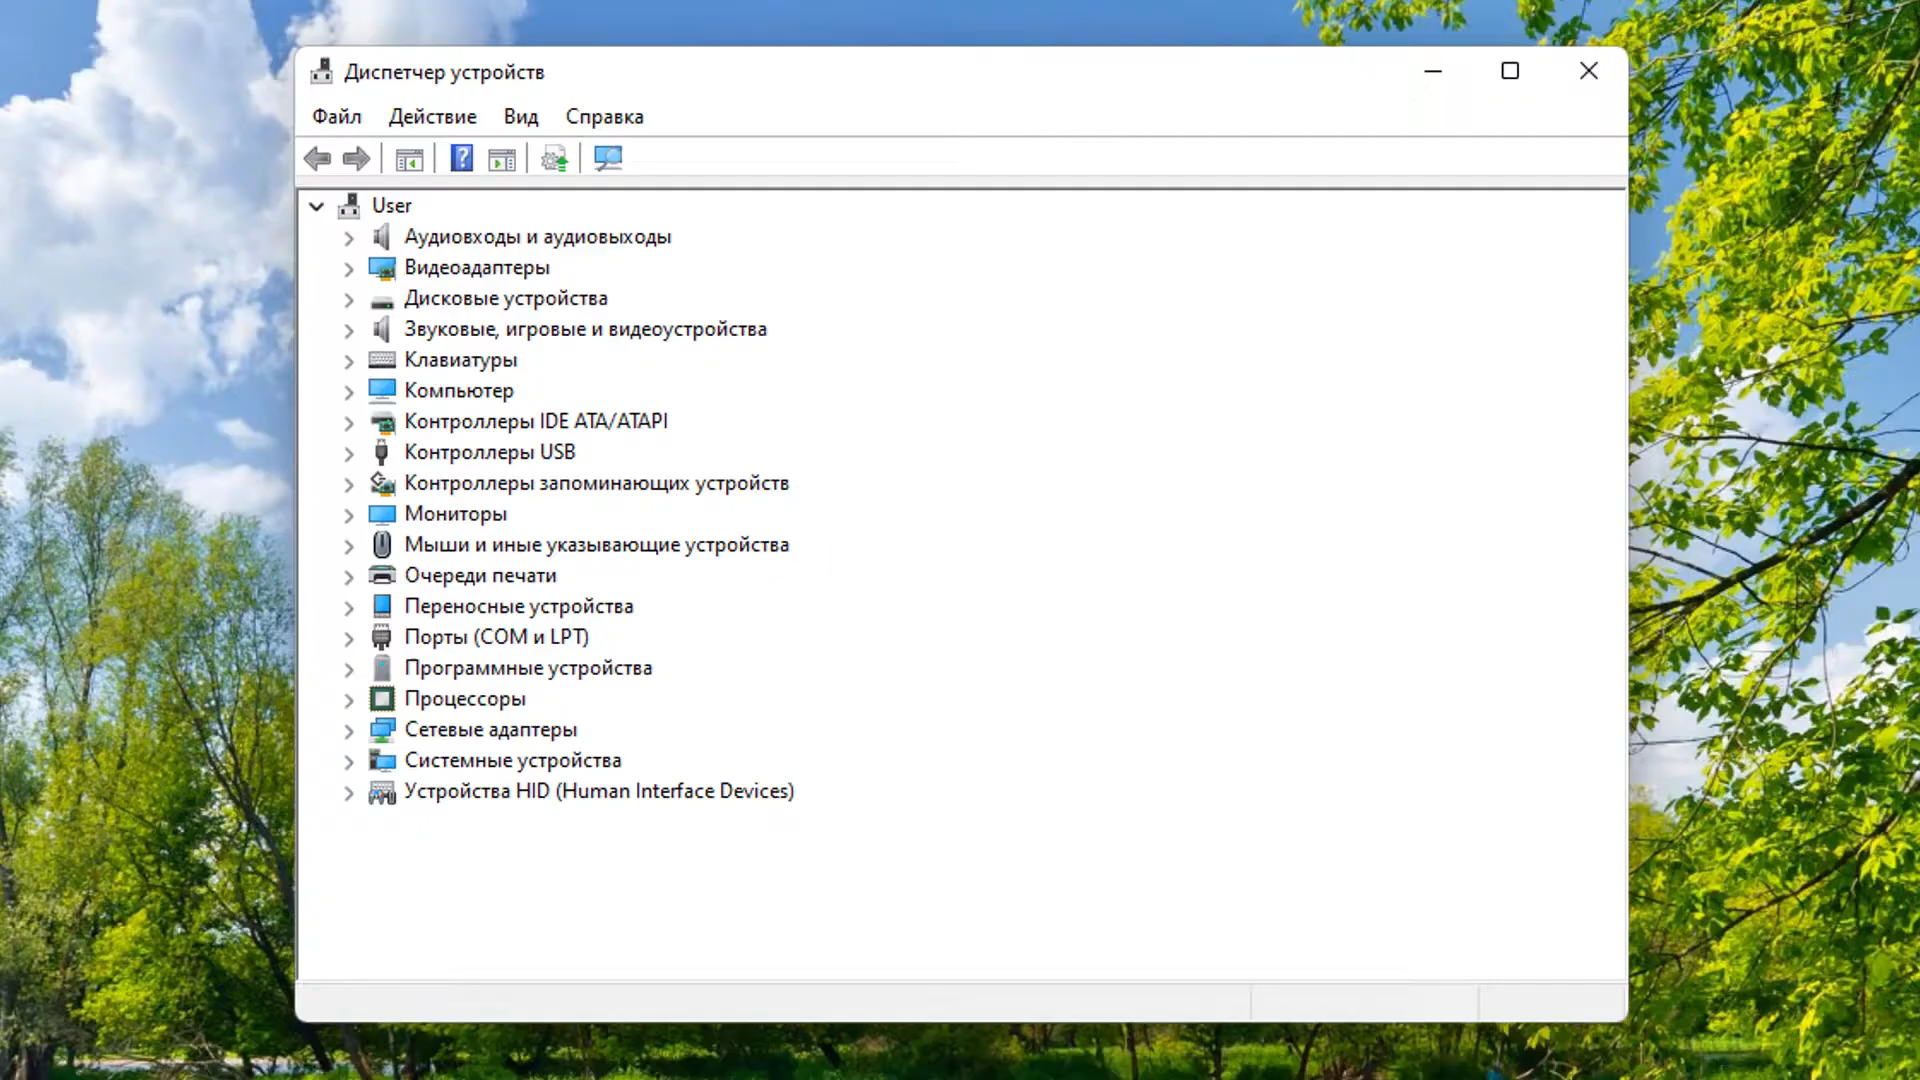 Диспетчер устройств
Файл Действие Вид Справка
User
Аудиовходы и аудиовыходы
Видеоадаптеры
Дисковые устройства
Звуковые, игровые и видеоустройства
Клавиатуры
Компьютер
Контроллеры IDE ATA/ATAPI
Контроллеры USB
Контроллеры запоминающих устройств
Мониторы
Мыши и иные указывающие устройства
Очереди печати
Переносные устройства
Порты (COM и LPT)
Программные устройства
Процессоры
Сетевые адаптеры
Системные устройства
Устройства HID (Human Interface Devices)